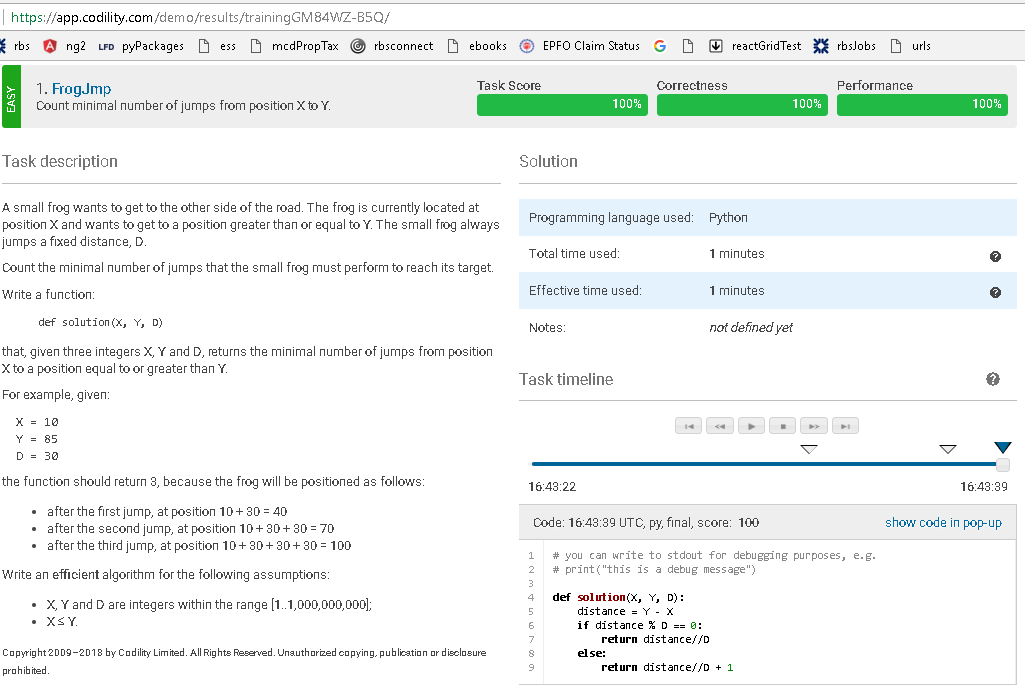 https://app.codility.com/demo/results/trainingGM84WZ-B5Q/
rbs ng2 LFD pyPackages ess mcdPropTax rbsconnect ebooks EPFO Claim Status reactGridTest rbsJobs urls
EASY
1. FrogJmp
Count minimal number of jumps from position X to Y.
Task Score
100%
Correctness
100%
Performance
100%
Task description
A small frog wants to get to the other side of the road. The frog is currently located at
position X and wants to get to a position greater than or equal to Y. The small frog always
jumps a fixed distance, D.
Count the minimal number of jumps that the small frog must perform to reach its target.
Write a function:
def solution(X, Y, D)
that, given three integers X, Y and D, returns the minimal number of jumps from position
X to a position equal to or greater than Y.
For example, given:
X = 10
Y = 85
D = 30
the function should return 3, because the frog will be positioned as follows:
• after the first jump, at position 10 + 30 = 40
• after the second jump, at position 10 + 30 + 30 = 70
• after the third jump, at position 10 + 30 + 30 + 30 = 100
Write an efficient algorithm for the following assumptions:
• X, Y and D are integers within the range [1..1,000,000,000];
• X ≤ Y.
Copyright 2009–2018 by Codility Limited. All Rights Reserved. Unauthorized copying, publication or disclosure
prohibited.
Solution
Programming language used: Python
Total time used: 1 minutes
Effective time used: 1 minutes
Notes: not defined yet
Task timeline
16:43:22 16:43:39
Code: 16:43:39 UTC, py, final, score: 100 show code in pop-up
1 # you can write to stdout for debugging purposes, e.g.
2 # print("this is a debug message")
3
4 def solution(X, Y, D):
5 distance = Y - X
6 if distance % D == 0:
7 return distance//D
8 else:
9 return distance//D + 1